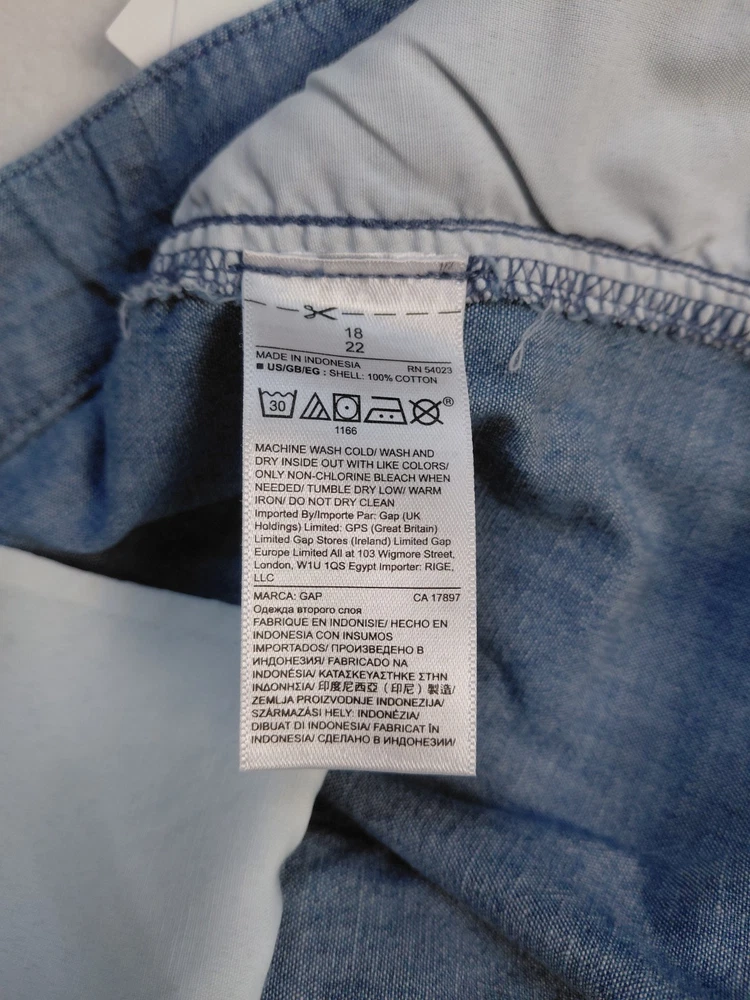 18
22
MADE IN INDONESIA RN 54023
■ US/GB/EG : SHELL: 100% COTTON
30
®
1166
MACHINE WASH COLD/ WASH AND
DRY INSIDE OUT WITH LIKE COLORS/
ONLY NON-CHLORINE BLEACH WHEN
NEEDED/ TUMBLE DRY LOW/ WARM
IRON/ DO NOT DRY CLEAN
Imported By/Importe Par: Gap (UK
Holdings) Limited: GPS (Great Britain)
Limited Gap Stores (Ireland) Limited Gap
Europe Limited All at 103 Wigmore Street,
London, W1U 1QS Egypt Importer: RIGE,
LLC
MARCA: GAP CA 17897
Одежда второго слоя
FABRIQUE EN INDONISIE/ HECHO EN
INDONESIA CON INSUMOS
IMPORTADOS/ ПРОИЗВЕДЕНО В
ИНДОНЕЗИЯ/ FABRICADO NA
INDONÉSIA/ ΚΑΤΑΣΚΕΥΑΣΤΗΚΕ ΣΤΗΝ
ΙΝΔΟΝΗΣΙΑ/ 印度尼西亞 (印尼) 製造/
ZEMLJA PROIZVODNJE INDONEZIJA/
SZÁRMAZÁSI HELY: INDONÉZIA/
DIBUAT DI INDONESIA/ FABRICAT ÎN
INDONESIA/ СДЕЛАНО В ИНДОНЕЗИИ/